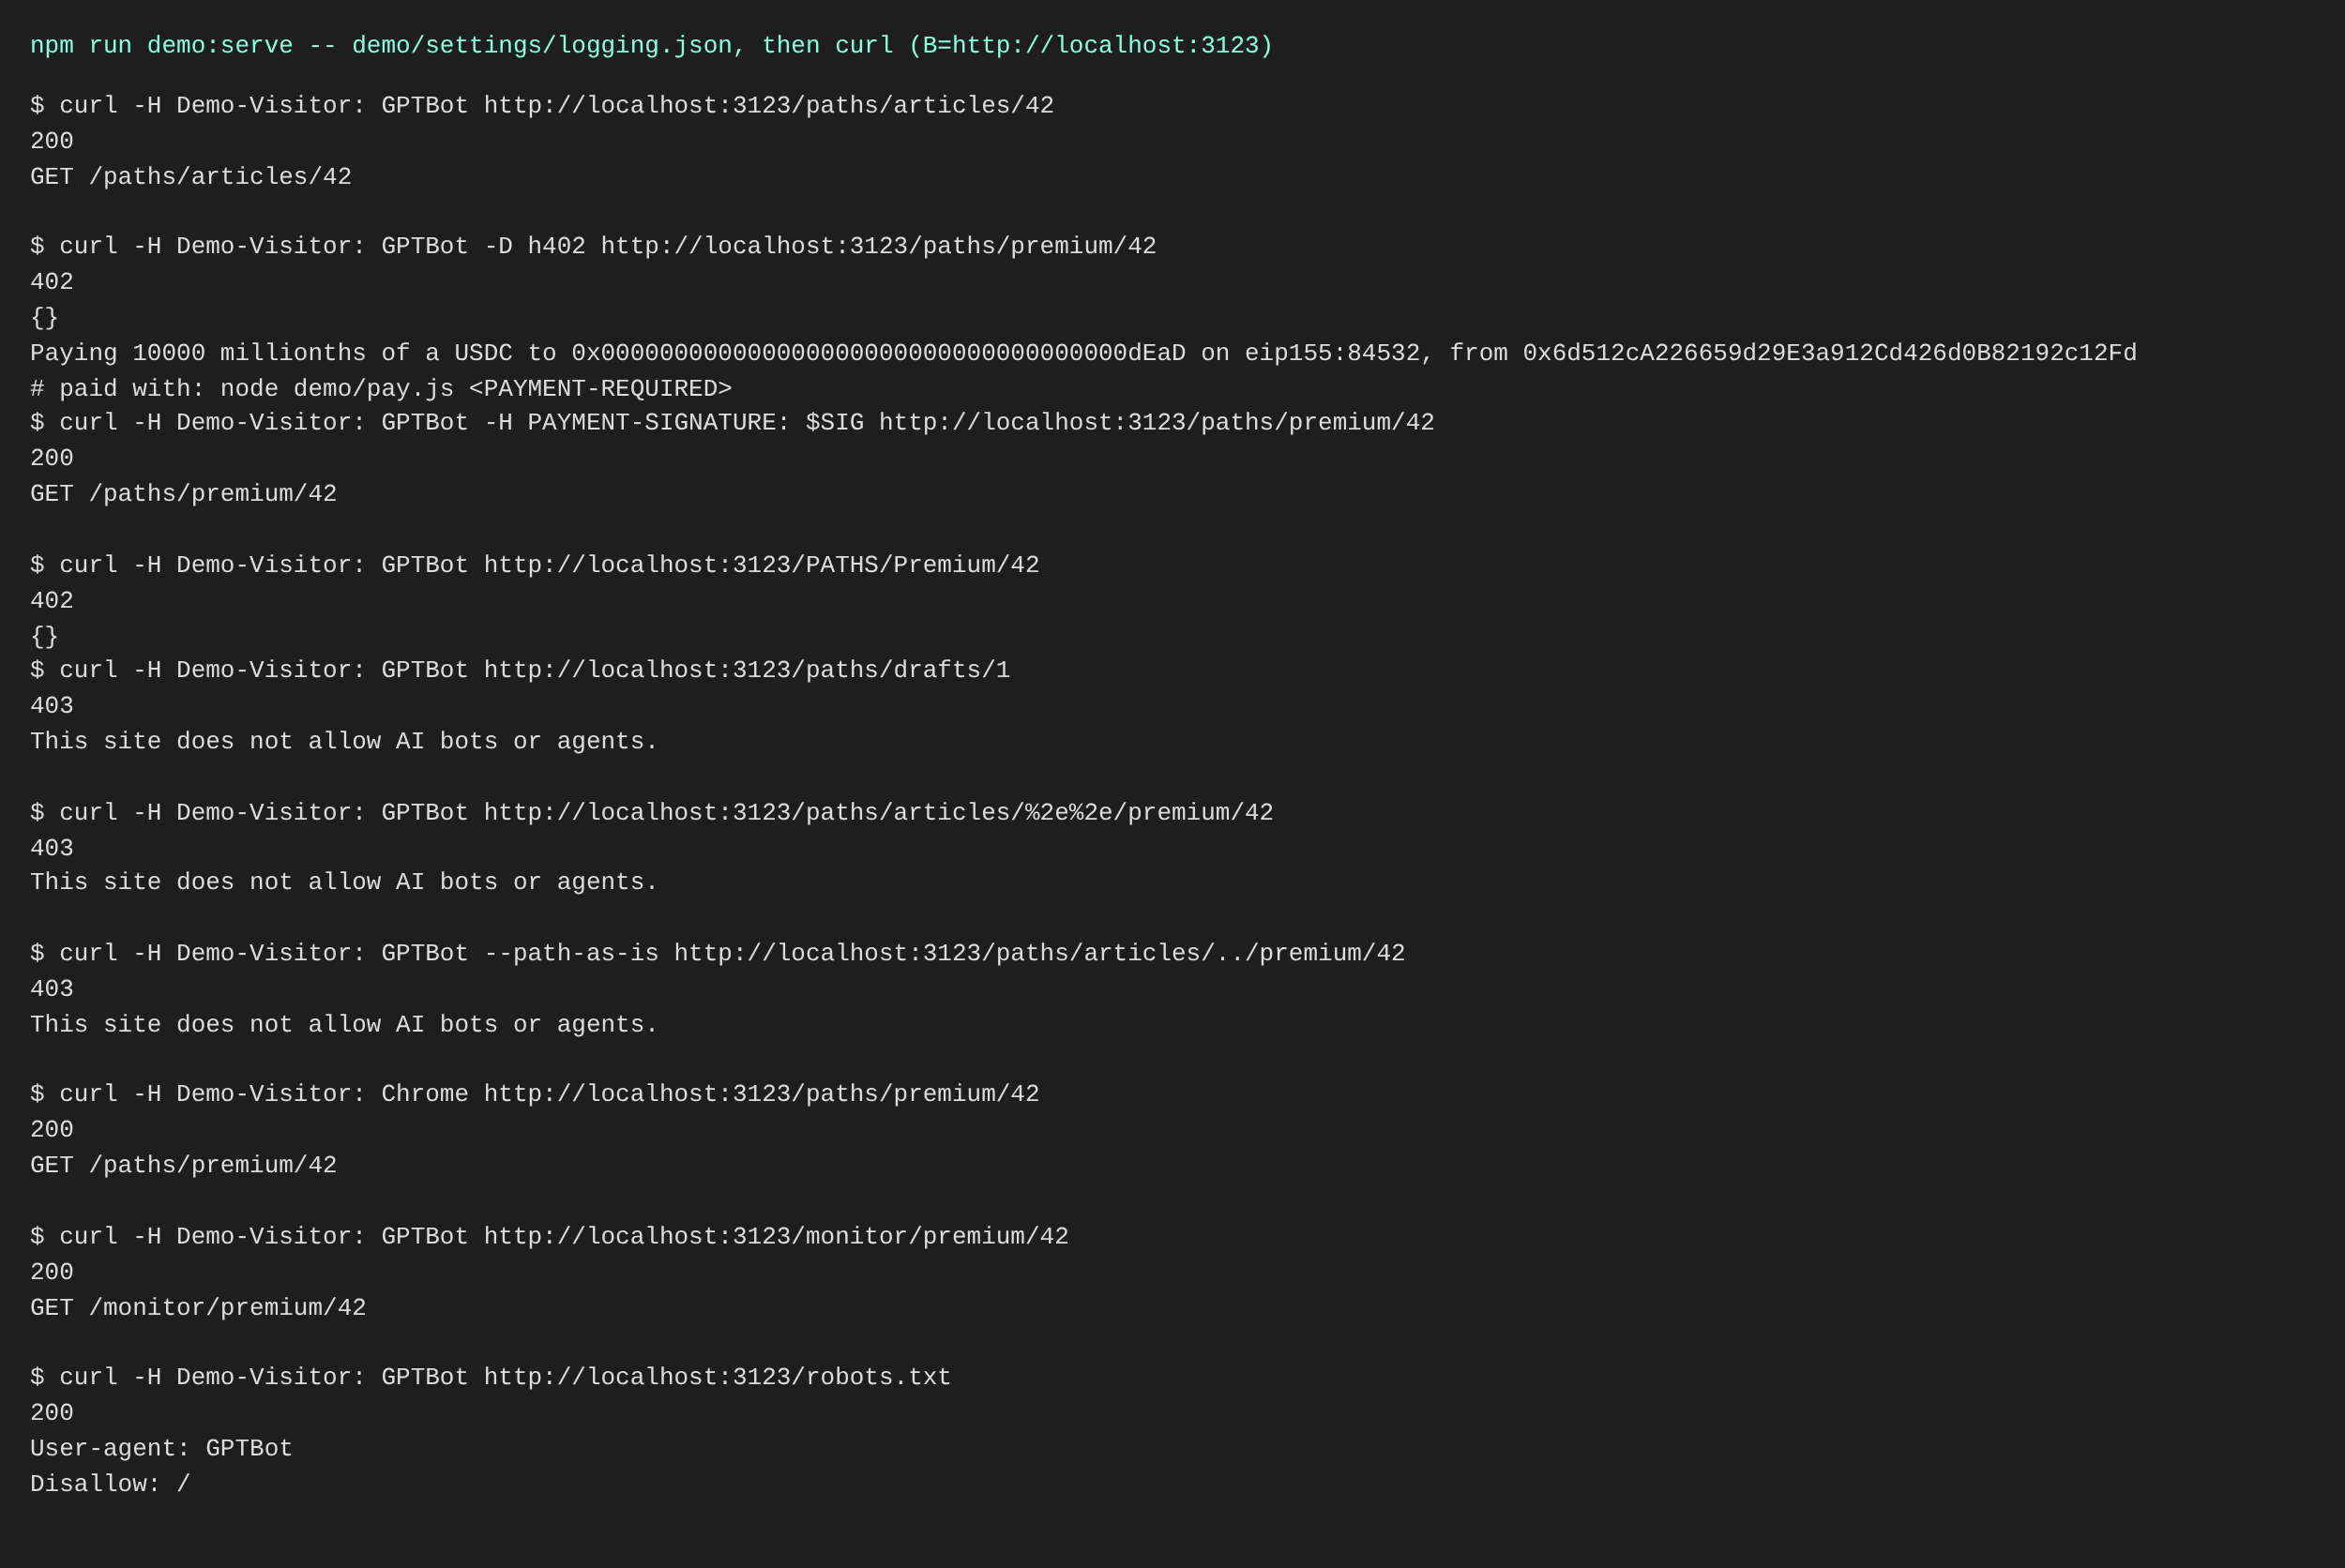 npm run demo:serve -- demo/settings/logging.json, then curl (B=http://localhost:3123)
$ curl -H Demo-Visitor: GPTBot http://localhost:3123/paths/articles/42
200
GET /paths/articles/42
$ curl -H Demo-Visitor: GPTBot -D h402 http://localhost:3123/paths/premium/42
402
{}
Paying 10000 millionths of a USDC to 0x000000000000000000000000000000000000dEaD on eip155:84532, from 0x6d512cA226659d29E3a912Cd426d0B82192c12Fd
# paid with: node demo/pay.js <PAYMENT-REQUIRED>
$ curl -H Demo-Visitor: GPTBot -H PAYMENT-SIGNATURE: $SIG http://localhost:3123/paths/premium/42
200
GET /paths/premium/42
$ curl -H Demo-Visitor: GPTBot http://localhost:3123/PATHS/Premium/42
402
{}
$ curl -H Demo-Visitor: GPTBot http://localhost:3123/paths/drafts/1
403
This site does not allow AI bots or agents.
$ curl -H Demo-Visitor: GPTBot http://localhost:3123/paths/articles/%2e%2e/premium/42
403
This site does not allow AI bots or agents.
$ curl -H Demo-Visitor: GPTBot --path-as-is http://localhost:3123/paths/articles/../premium/42
403
This site does not allow AI bots or agents.
$ curl -H Demo-Visitor: Chrome http://localhost:3123/paths/premium/42
200
GET /paths/premium/42
$ curl -H Demo-Visitor: GPTBot http://localhost:3123/monitor/premium/42
200
GET /monitor/premium/42
$ curl -H Demo-Visitor: GPTBot http://localhost:3123/robots.txt
200
User-agent: GPTBot
Disallow: /